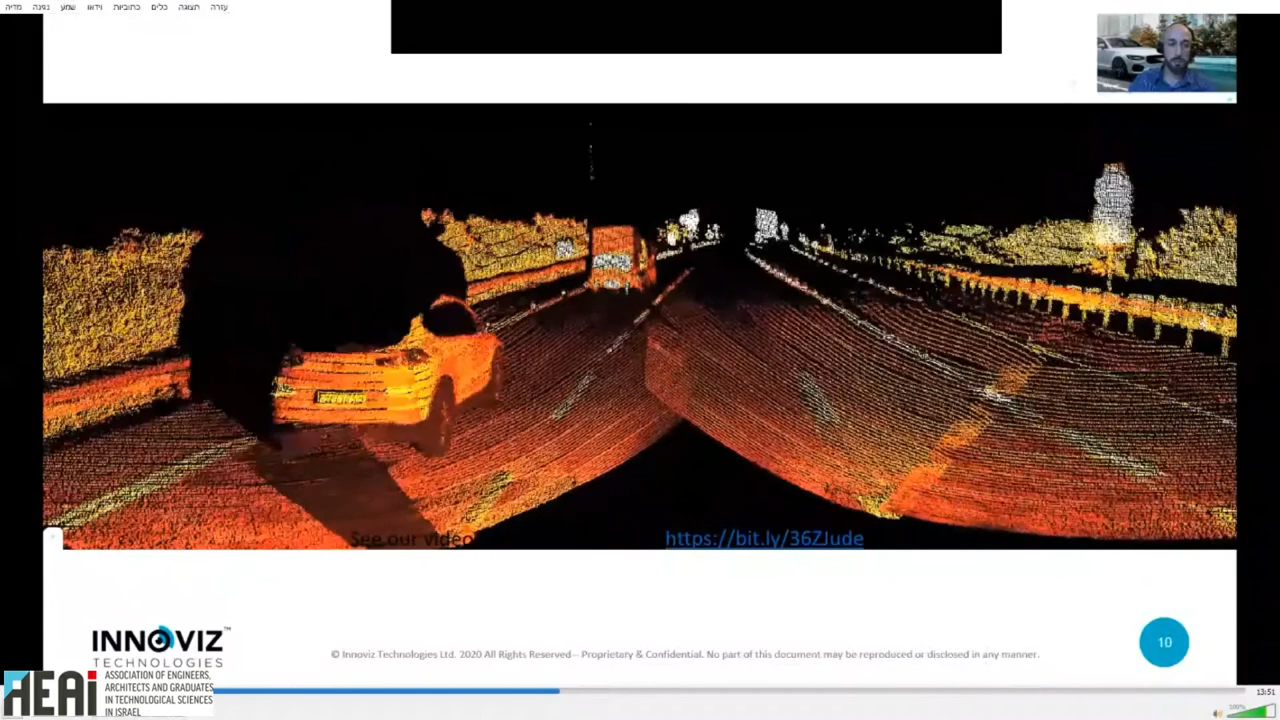 מדיה נגינה שמע וידאו כתוביות כלים תצוגה עזרה
See our video
https://bit.ly/36ZJude
INNOVIZ™
TECHNOLOGIES
© Innoviz Technologies Ltd. 2020 All Rights Reserved – Proprietary & Confidential. No part of this document may be reproduced or disclosed in any manner.
10
AEAi
ASSOCIATION OF ENGINEERS,
ARCHITECTS AND GRADUATES
IN TECHNOLOGICAL SCIENCES
IN ISRAEL
13:51
100%